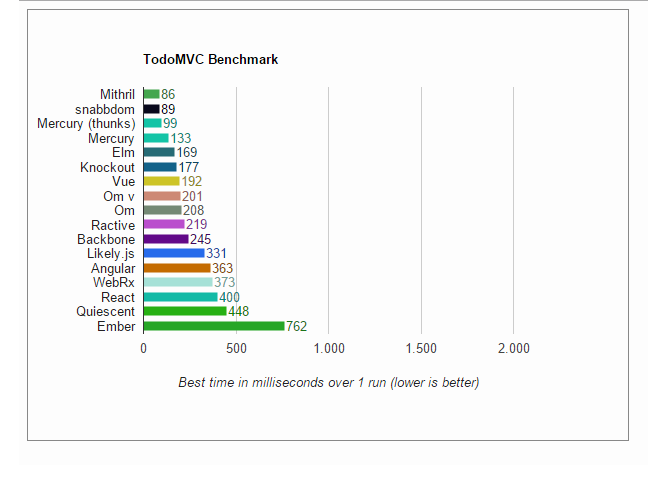 TodoMVC Benchmark
Mithril 86
snabbdom 89
Mercury (thunks) 99
Mercury 133
Elm 169
Knockout 177
Vue 192
Om v 201
Om 208
Ractive 219
Backbone 245
Likely.js 331
Angular 363
WebRx 373
React 400
Quiescent 448
Ember 762
0 500 1.000 1.500 2.000
Best time in milliseconds over 1 run (lower is better)